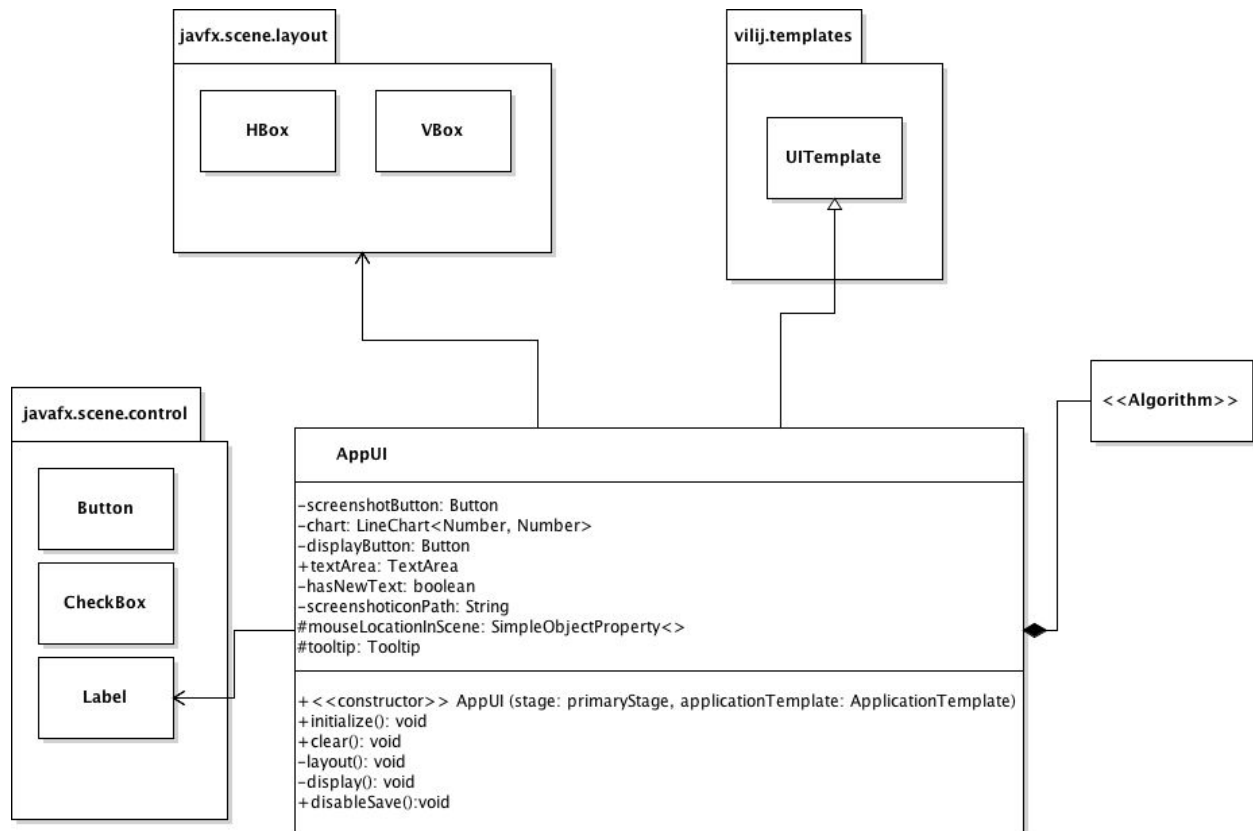 javfx.scene.layout
HBox
VBox
vilij.templates
UITemplate
<<Algorithm>>
javafx.scene.control
Button
CheckBox
Label
AppUI
-screenshotButton: Button
-chart: LineChart<Number, Number>
-displayButton: Button
+textArea: TextArea
-hasNewText: boolean
-screenshoticonPath: String
#mouseLocationInScene: SimpleObjectProperty<>
#tooltip: Tooltip
+<<constructor>> AppUI (stage: primaryStage, applicationTemplate: ApplicationTemplate)
+initialize(): void
+clear(): void
-layout(): void
-display(): void
+disableSave():void